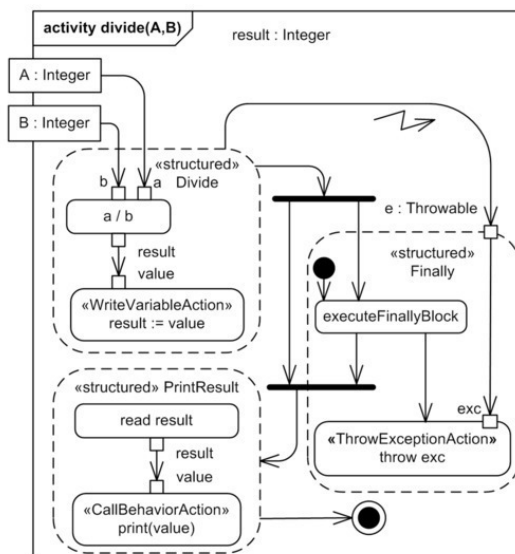 activity divide(A,B)
result : Integer
A : Integer
B : Integer
«structured»
Divide
b
a
a / b
result
value
«WriteVariableAction»
result := value
e : Throwable
«structured»
Finally
executeFinallyBlock
exc
«ThrowExceptionAction»
throw exc
«structured» PrintResult
read result
result
value
«CallBehaviorAction»
print(value)